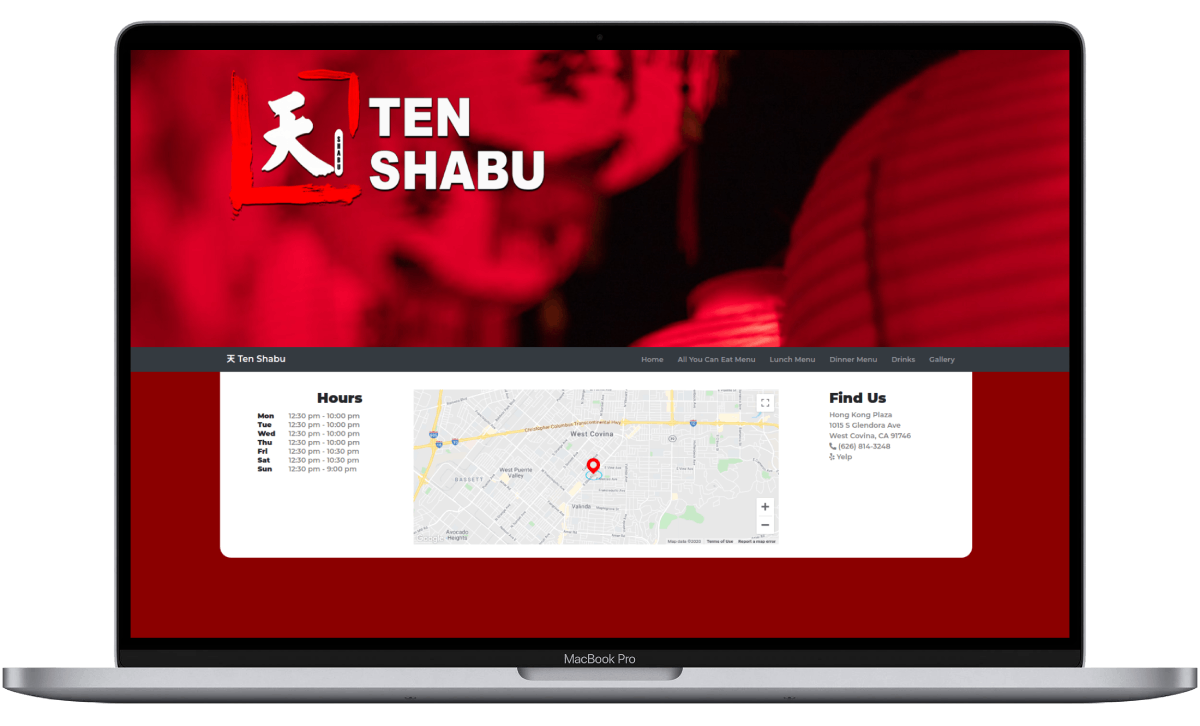 天
SHABU
TEN
SHABU
天 Ten Shabu
Home All You Can Eat Menu Lunch Menu Dinner Menu Drinks Gallery
Hours
Mon 12:30 pm - 10:00 pm
Tue 12:30 pm - 10:00 pm
Wed 12:30 pm - 10:00 pm
Thu 12:30 pm - 10:00 pm
Fri 12:30 pm - 10:30 pm
Sat 12:30 pm - 10:30 pm
Sun 12:30 pm - 9:00 pm
Christopher Columbus Transcontinental Hwy
West Covina
West Puente
Valley
BASSETT
Valinda
Avocado
Heights
Map data ©2020 Terms of Use Report a map error
Find Us
Hong Kong Plaza
1015 S Glendora Ave
West Covina, CA 91746
(626) 814-3248
Yelp
MacBook Pro